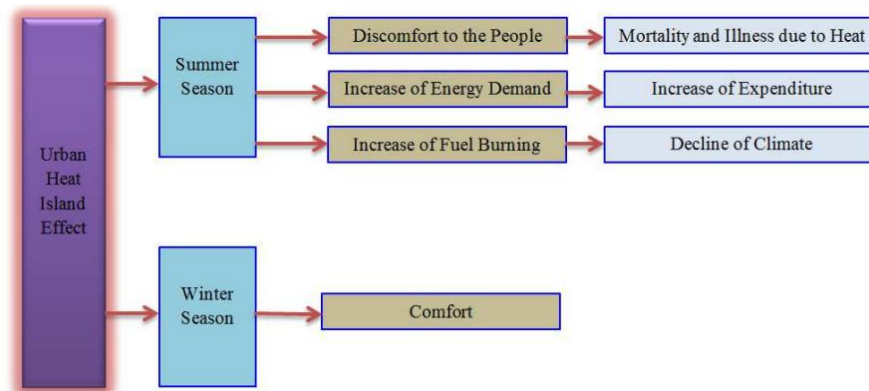 Urban
Heat
Island
Effect
Summer
Season
Discomfort to the People
Mortality and Illness due to Heat
Increase of Energy Demand
Increase of Expenditure
Increase of Fuel Burning
Decline of Climate
Winter
Season
Comfort